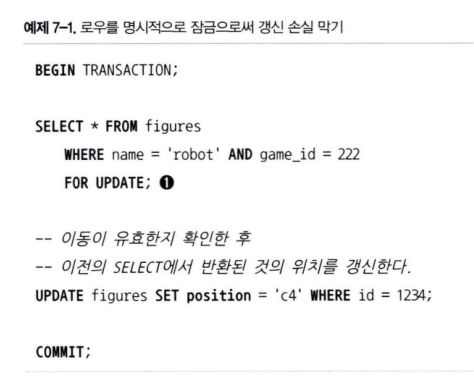 예제 7-1. 로우를 명시적으로 잠금으로써 갱신 손실 막기
BEGIN TRANSACTION;
SELECT * FROM figures
WHERE name = 'robot' AND game_id = 222
FOR UPDATE; ❶
-- 이동이 유효한지 확인한 후
-- 이전의 SELECT에서 반환된 것의 위치를 갱신한다.
UPDATE figures SET position = 'c4' WHERE id = 1234;
COMMIT;